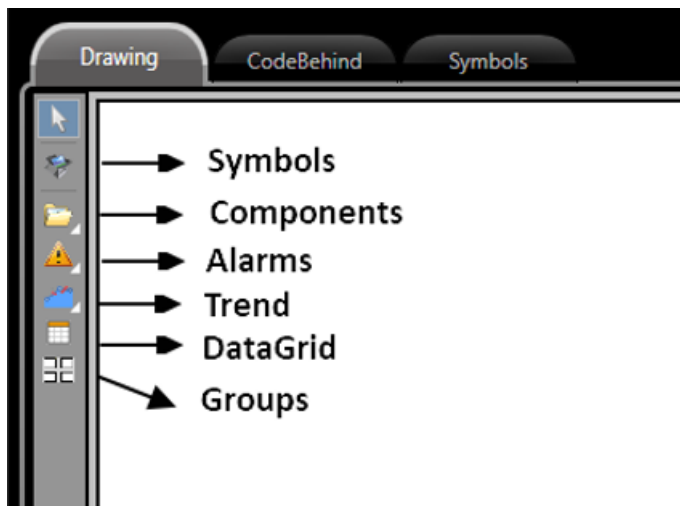 Drawing CodeBehind Symbols
Symbols
Components
Alarms
Trend
DataGrid
Groups